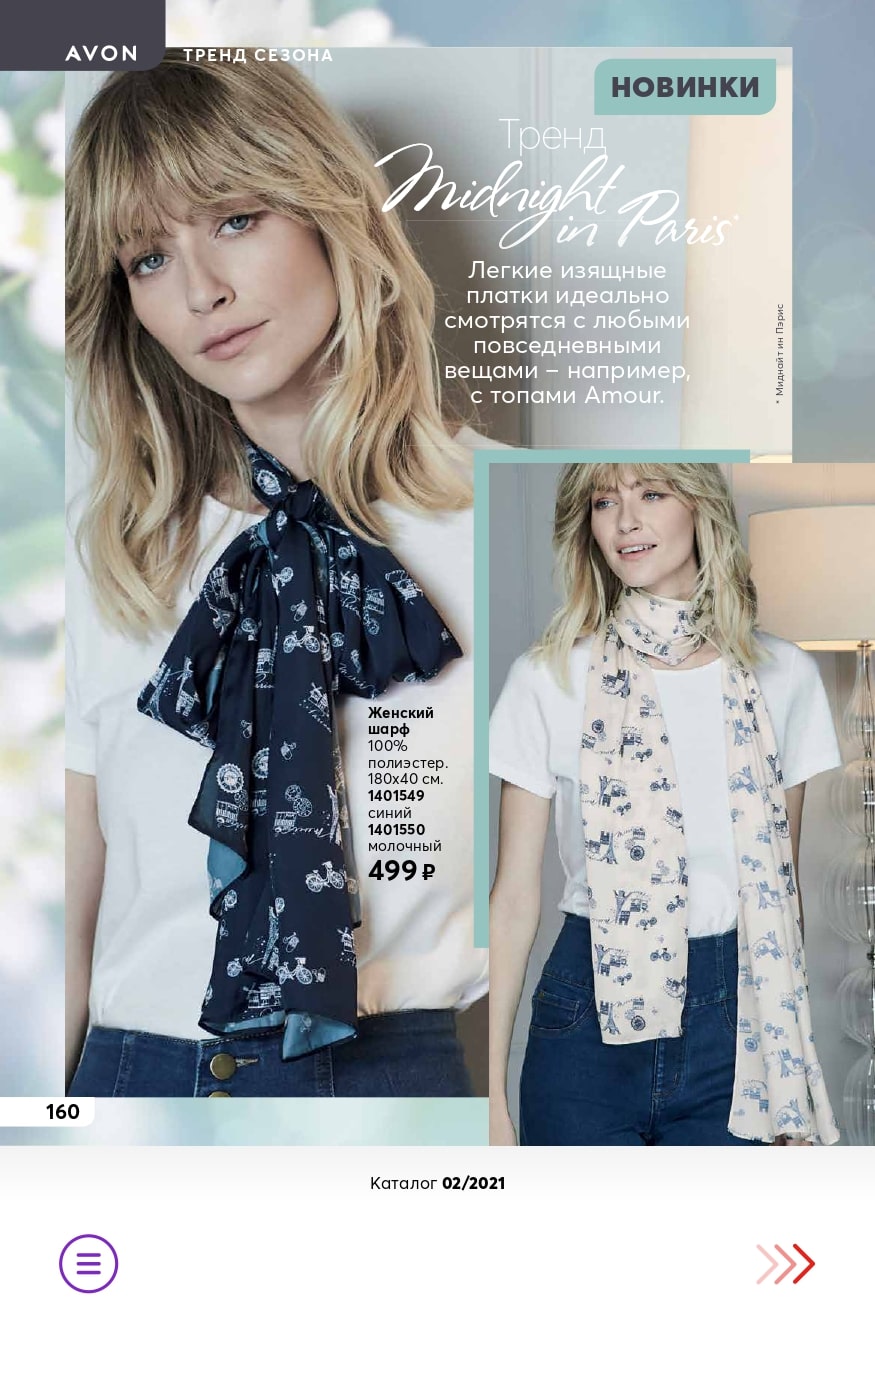 AVON
ТРЕНД СЕЗОНА
НОВИНКИ
Тренд
Midnight
in Paris*
Легкие изящные
платки идеально
смотрятся с любыми
повседневными
вещами – например,
с топами Amour.
* Миднайт ин Пэрис
Женский
шарф
100%
полиэстер.
180х40 см.
1401549
синий
1401550
молочный
499 ₽
160
Каталог 02/2021